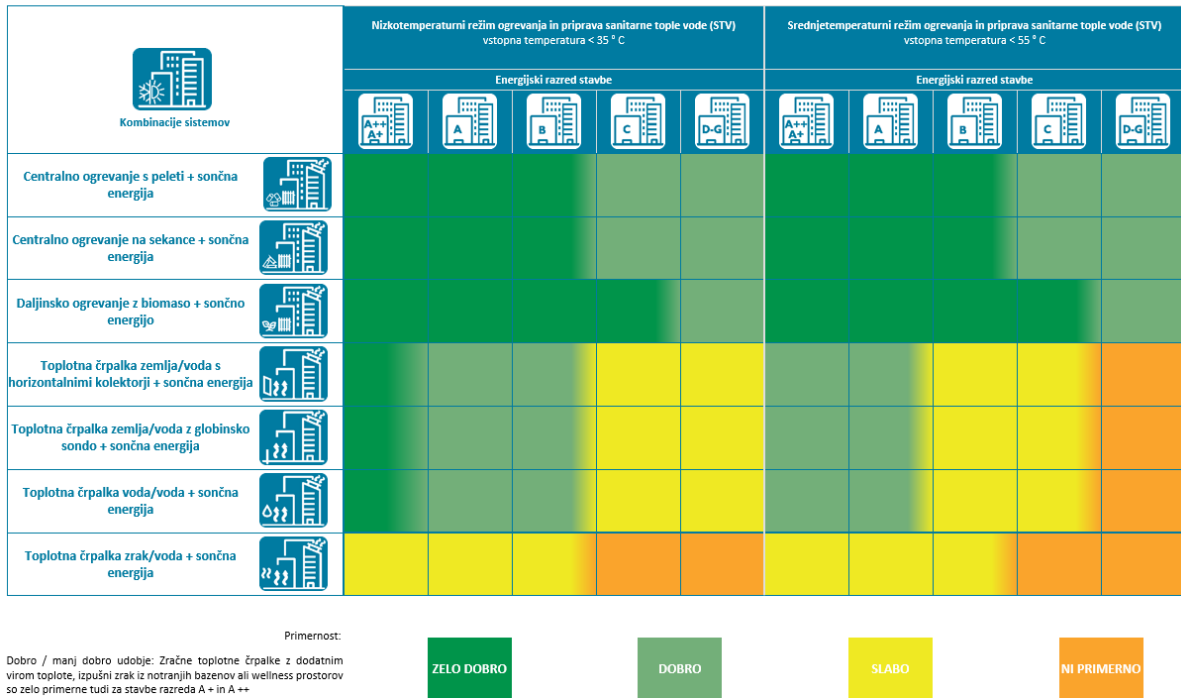 Nizkotemperaturni režim ogrevanja in priprava sanitarne tople vode (STV)
vstopna temperatura < 35 ° C
Srednjetemperaturni režim ogrevanja in priprava sanitarne tople vode (STV)
vstopna temperatura < 55 ° C
Kombinacije sistemov
Energijski razred stavbe
Energijski razred stavbe
A++
A+
A
B
C
D-G
A++
A+
A
B
C
D-G
Centralno ogrevanje s peleti + sončna
energija
Centralno ogrevanje na sekance + sončna
energija
Daljinsko ogrevanje z biomaso + sončno
energijo
Toplotna črpalka zemlja/voda s
horizontalnimi kolektorji + sončna energija
Toplotna črpalka zemlja/voda z globinsko
sondo + sončna energija
Toplotna črpalka voda/voda + sončna
energija
Toplotna črpalka zrak/voda + sončna
energija
Primernost:
Dobro / manj dobro udobje: Zračne toplotne črpalke z dodatnim
virom toplote, izpušni zrak iz notranjih bazenov ali wellness prostorov
so zelo primerne tudi za stavbe razreda A + in A ++
ZELO DOBRO
DOBRO
SLABO
NI PRIMERNO